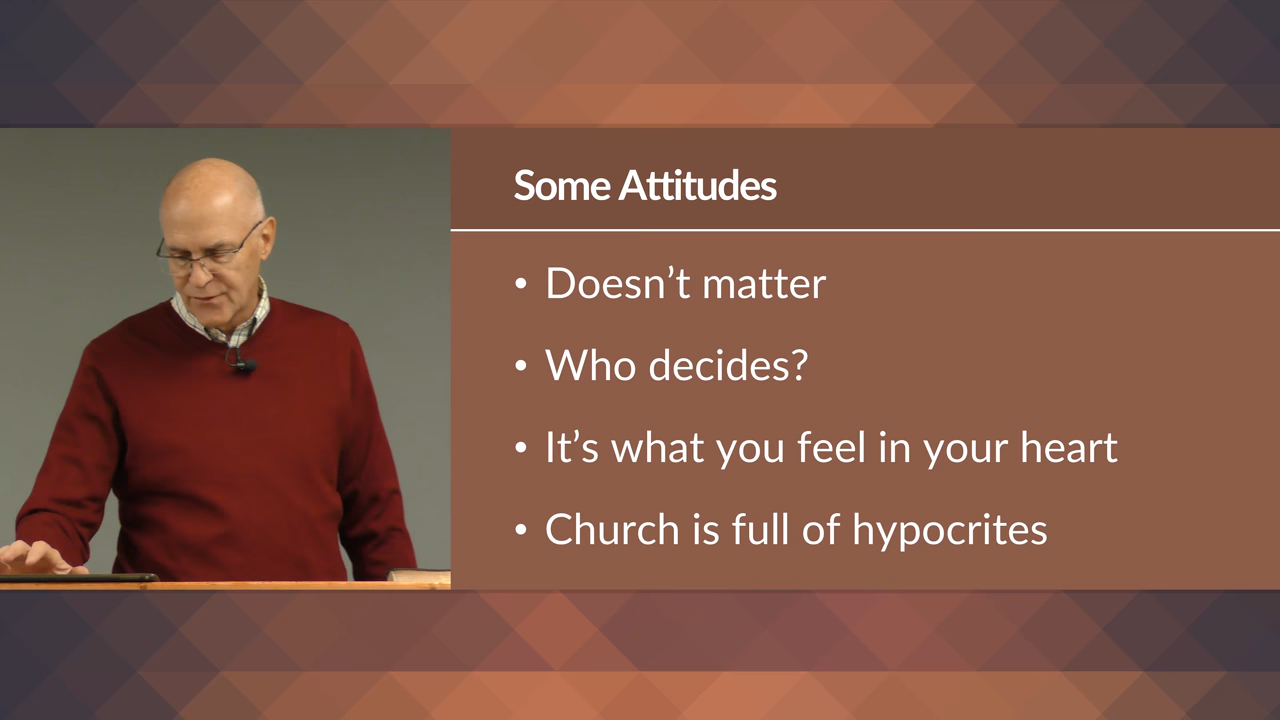 Some Attitudes
• Doesn’t matter
• Who decides?
• It’s what you feel in your heart
• Church is full of hypocrites